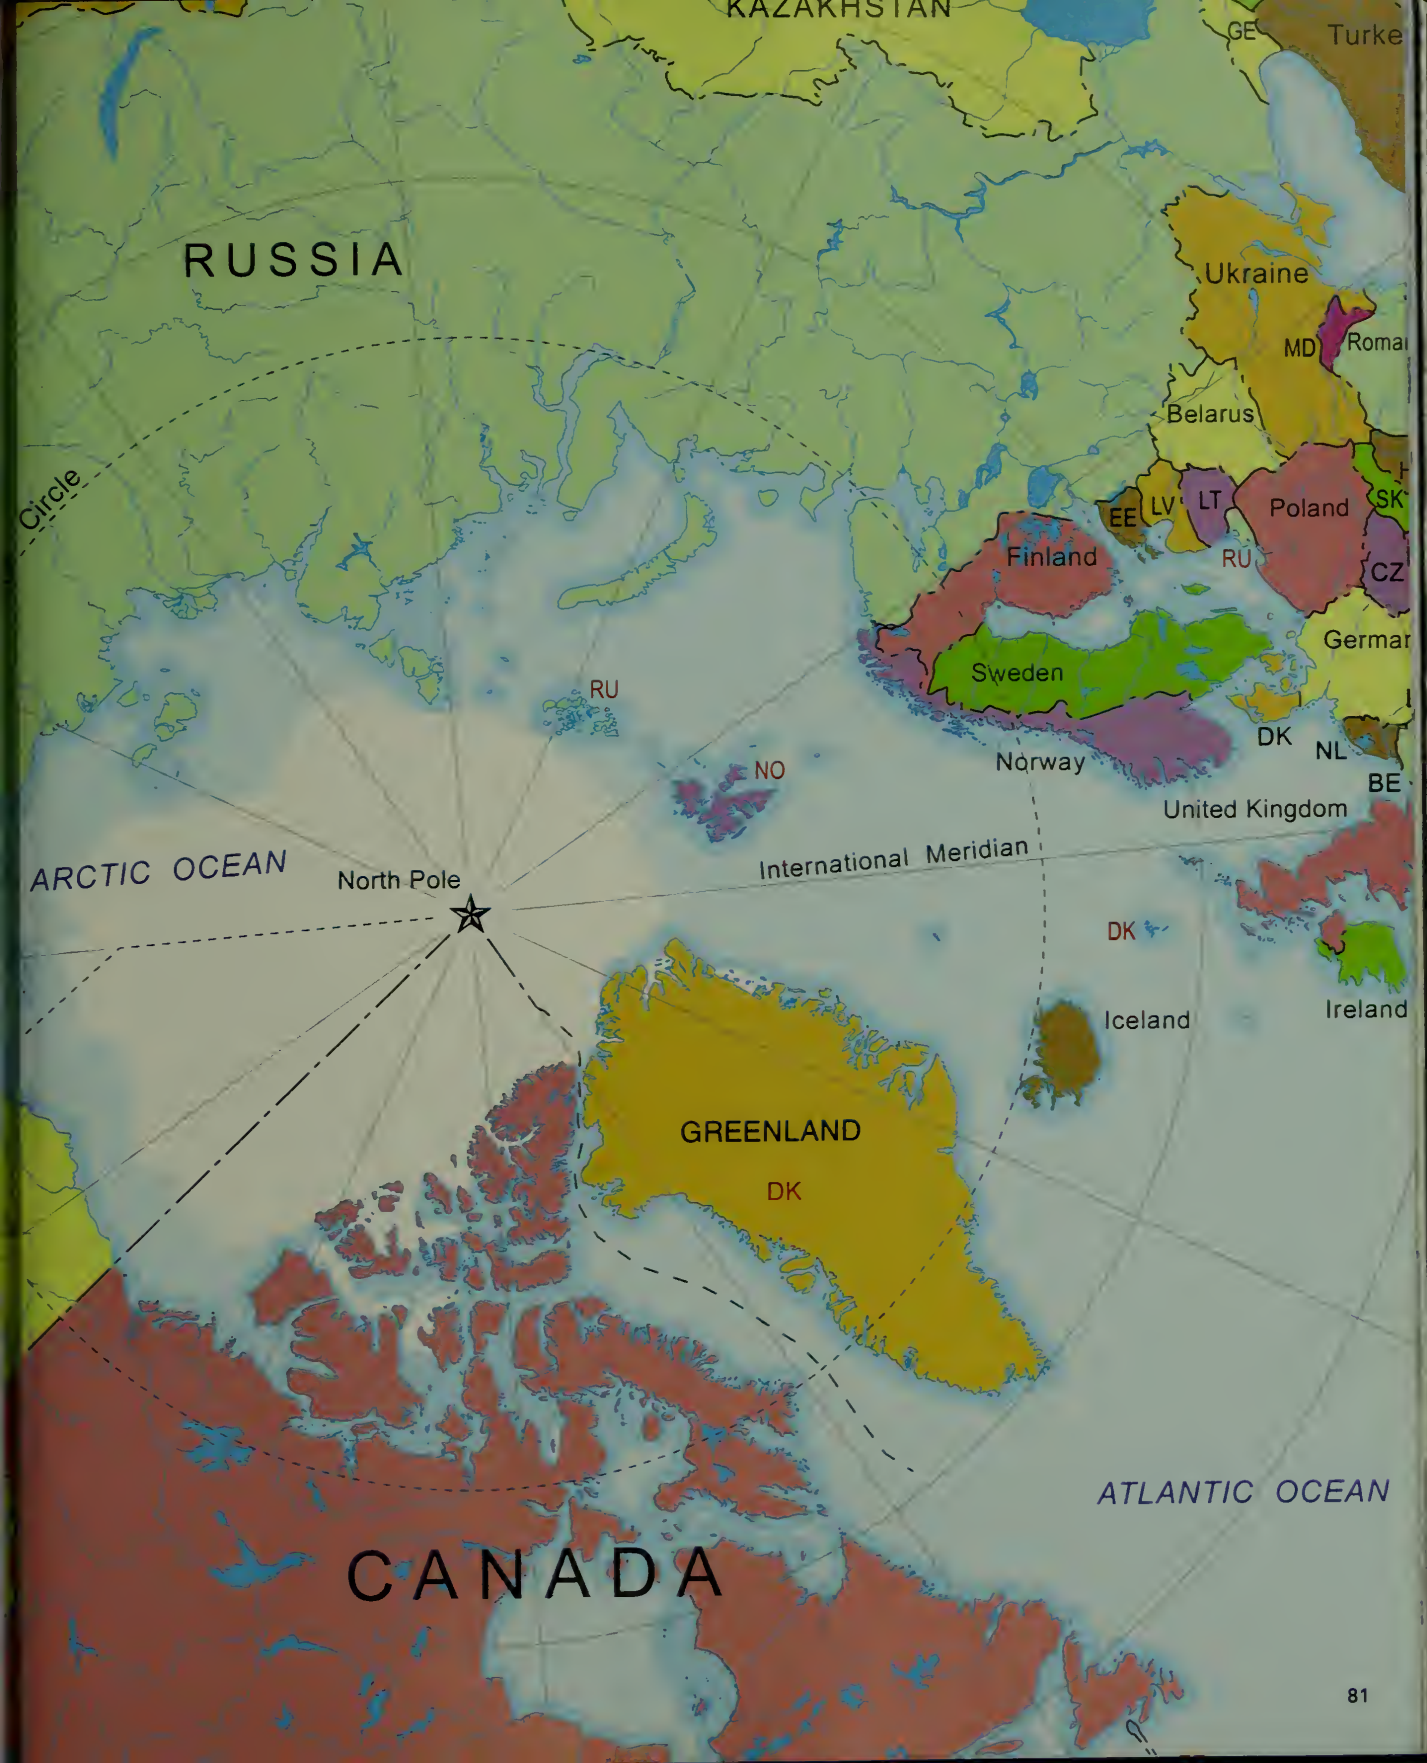 KAZAKHSTAN
GE
Turke
RUSSIA
Ukraine
MD
Roma
Belarus
Circle
EE
LV
LT
Poland
SK
H
Finland
RU
CZ
Germar
Sweden
RU
NO
Norway
DK
NL
BE
United Kingdom
International Meridian
ARCTIC OCEAN
North Pole
DK
Iceland
Ireland
GREENLAND
DK
ATLANTIC OCEAN
CANADA
81